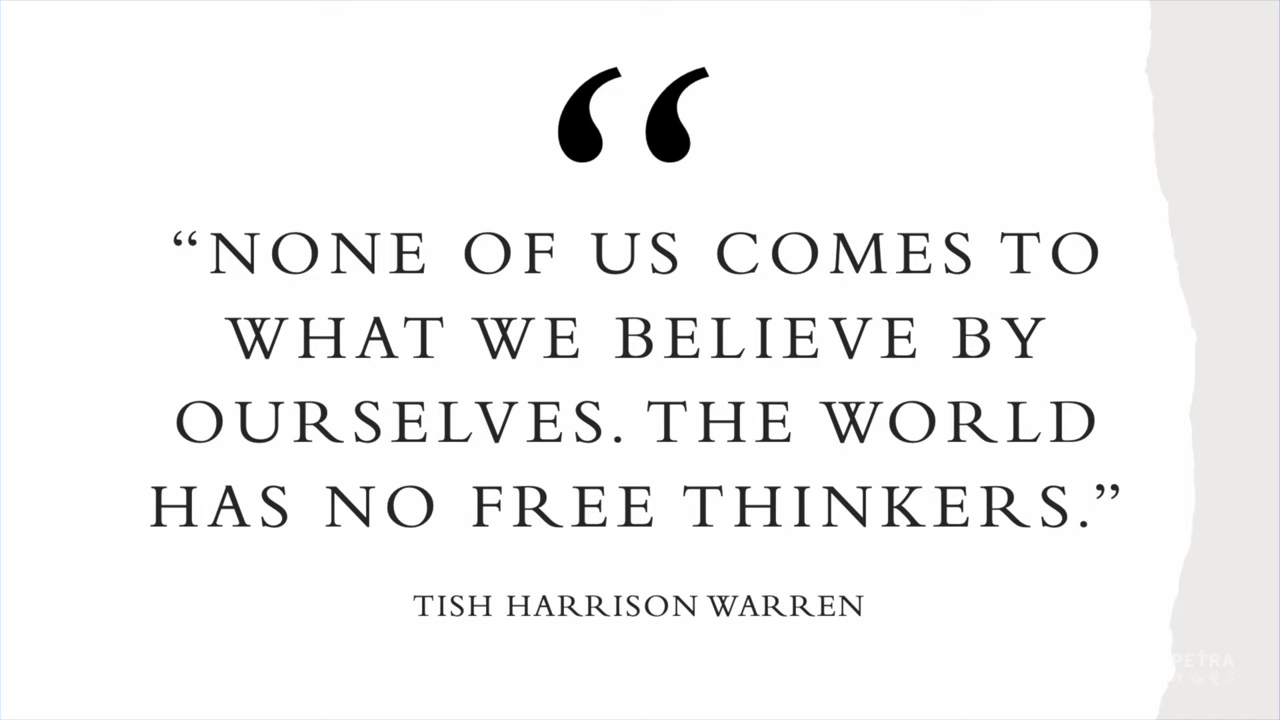 “
“NONE OF US COMES TO
WHAT WE BELIEVE BY
OURSELVES. THE WORLD
HAS NO FREE THINKERS.”
TISH HARRISON WARREN
PETRA